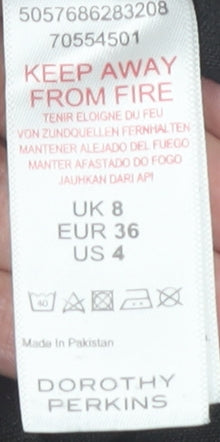 5057686283208
70554501
KEEP AWAY
FROM FIRE
TENIR ELOIGNE DU FEU
VON ZUNDQUELLEN FERNHALTEN
MANTENER ALEJADO DEL FUEGO
MANTER AFASTADO DO FOGO
JAUHKAN DARI API
UK 8
EUR 36
US 4
40
Made In Pakistan
DOROTHY
PERKINS